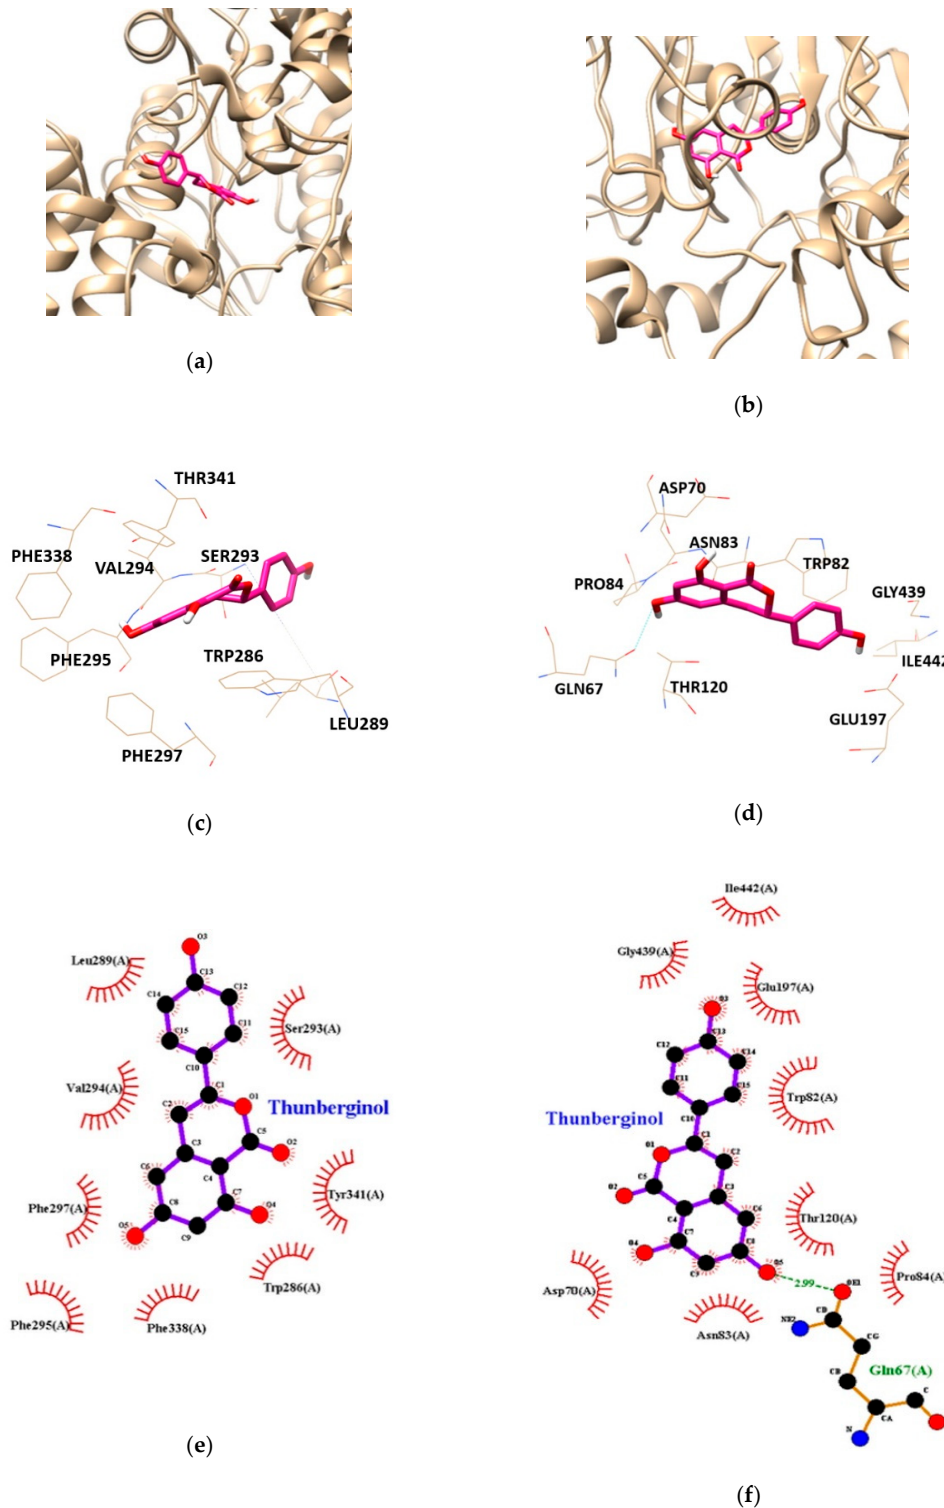 (a)
(b)
THR341
PHE338
VAL294
SER293
PHE295
TRP286
LEU289
PHE297
(c)
ASP70
ASN83
TRP82
PRO84
GLY439
ILE442
GLN67
THR120
GLU197
(d)
O3
Leu289(A)
C13
C14
C12
C15
C11
Ser293(A)
C10
Val294(A)
C1
Thunberginol
C2
O1
C3
C5
O2
C6
C4
Phe297(A)
C8
C7
Tyr341(A)
O5
C9
O4
Trp286(A)
Phe295(A)
Phe338(A)
(e)
Ile442(A)
Gly439(A)
Glu197(A)
O3
C13
C12
C14
C11
C15
Trp82(A)
C10
Thunberginol
C1
O1
C2
C5
C3
O2
C6
C4
Thr120(A)
C7
C8
O4
C9
O5
Asp70(A)
2.99
OE1
Pro84(A)
Asn83(A)
NE2
CD
CG
CB
Gln67(A)
CA
C
N
(f)